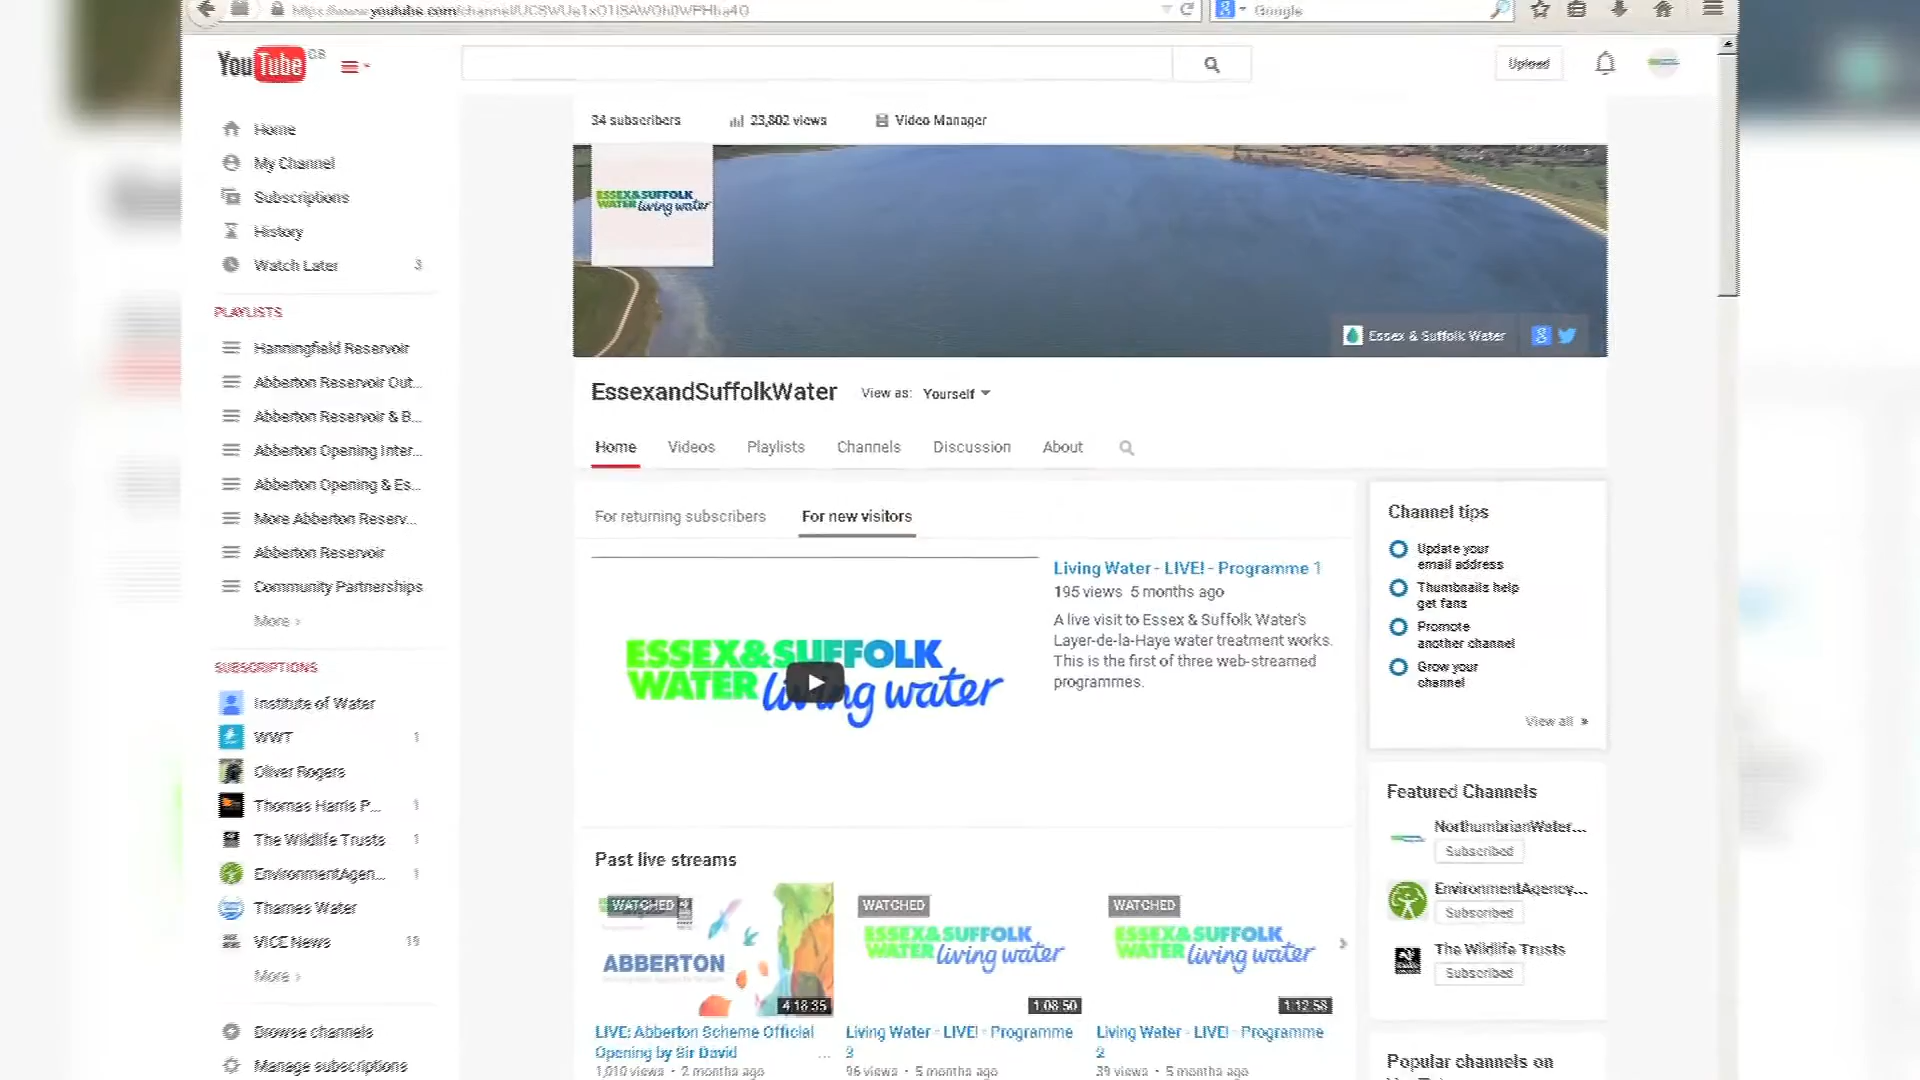 YouTube GB
Upload
Google
34 subscribers
23,802 views
Video Manager
Home
My Channel
Subscriptions
History
Watch Later 3
PLAYLISTS
Hanningfield Reservoir
Abberton Reservoir Out...
Abberton Reservoir & B...
Abberton Opening Inter...
Abberton Opening & Es...
More Abberton Reserv...
Abberton Reservoir
Community Partnerships
More ›
SUBSCRIPTIONS
Institute of Water
WWT 1
Oliver Rogers
Thomas Harris P... 1
The Wildlife Trusts 1
EnvironmentAgen... 1
Thames Water
VICE News 19
More ›
Browse channels
Manage subscriptions
ESSEX&SUFFOLK
WATER living water
Essex & Suffolk Water
EssexandSuffolkWater
View as: Yourself
Home Videos Playlists Channels Discussion About
For returning subscribers For new visitors
ESSEX&SUFFOLK
WATER living water
Living Water - LIVE! - Programme 1
195 views 5 months ago
A live visit to Essex & Suffolk Water's
Layer-de-la-Haye water treatment works.
This is the first of three web-streamed
programmes.
Past live streams
WATCHED
ABBERTON
4:18:35
LIVE: Abberton Scheme Official
Opening by Sir David ...
1,010 views • 2 months ago
WATCHED
ESSEX&SUFFOLK
WATER living water
1:08:50
Living Water - LIVE! - Programme
3
96 views • 5 months ago
WATCHED
ESSEX&SUFFOLK
WATER living water
1:12:58
Living Water - LIVE! - Programme
2
39 views • 5 months ago
Channel tips
Update your
email address
Thumbnails help
get fans
Promote
another channel
Grow your
channel
View all »
Featured Channels
NorthumbrianWater...
Subscribed
EnvironmentAgency...
Subscribed
The Wildlife Trusts
Subscribed
Popular channels on